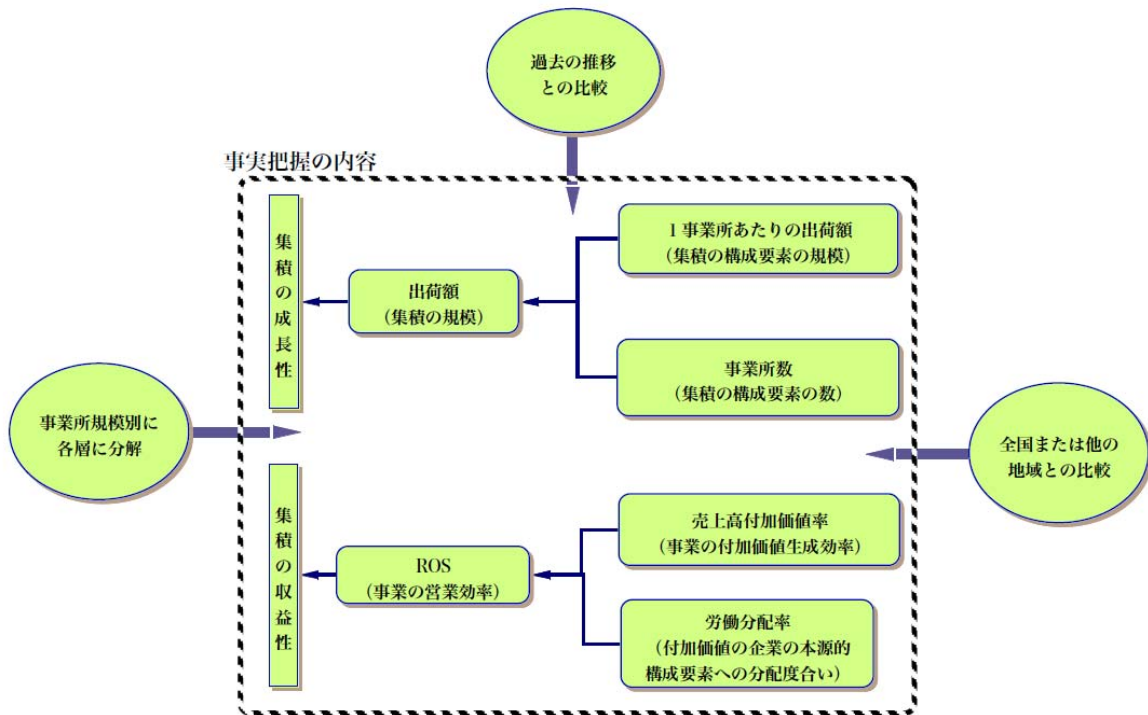 過去の推移
との比較
事実把握の内容
集積の成長性
出荷額
（集積の規模）
1事業所あたりの出荷額
（集積の構成要素の規模）
事業所数
（集積の構成要素の数）
事業所規模別に
各層に分解
全国または他の
地域との比較
集積の収益性
ROS
（事業の営業効率）
売上高付加価値率
（事業の付加価値生成効率）
労働分配率
（付加価値の企業の本源的
構成要素への分配度合い）